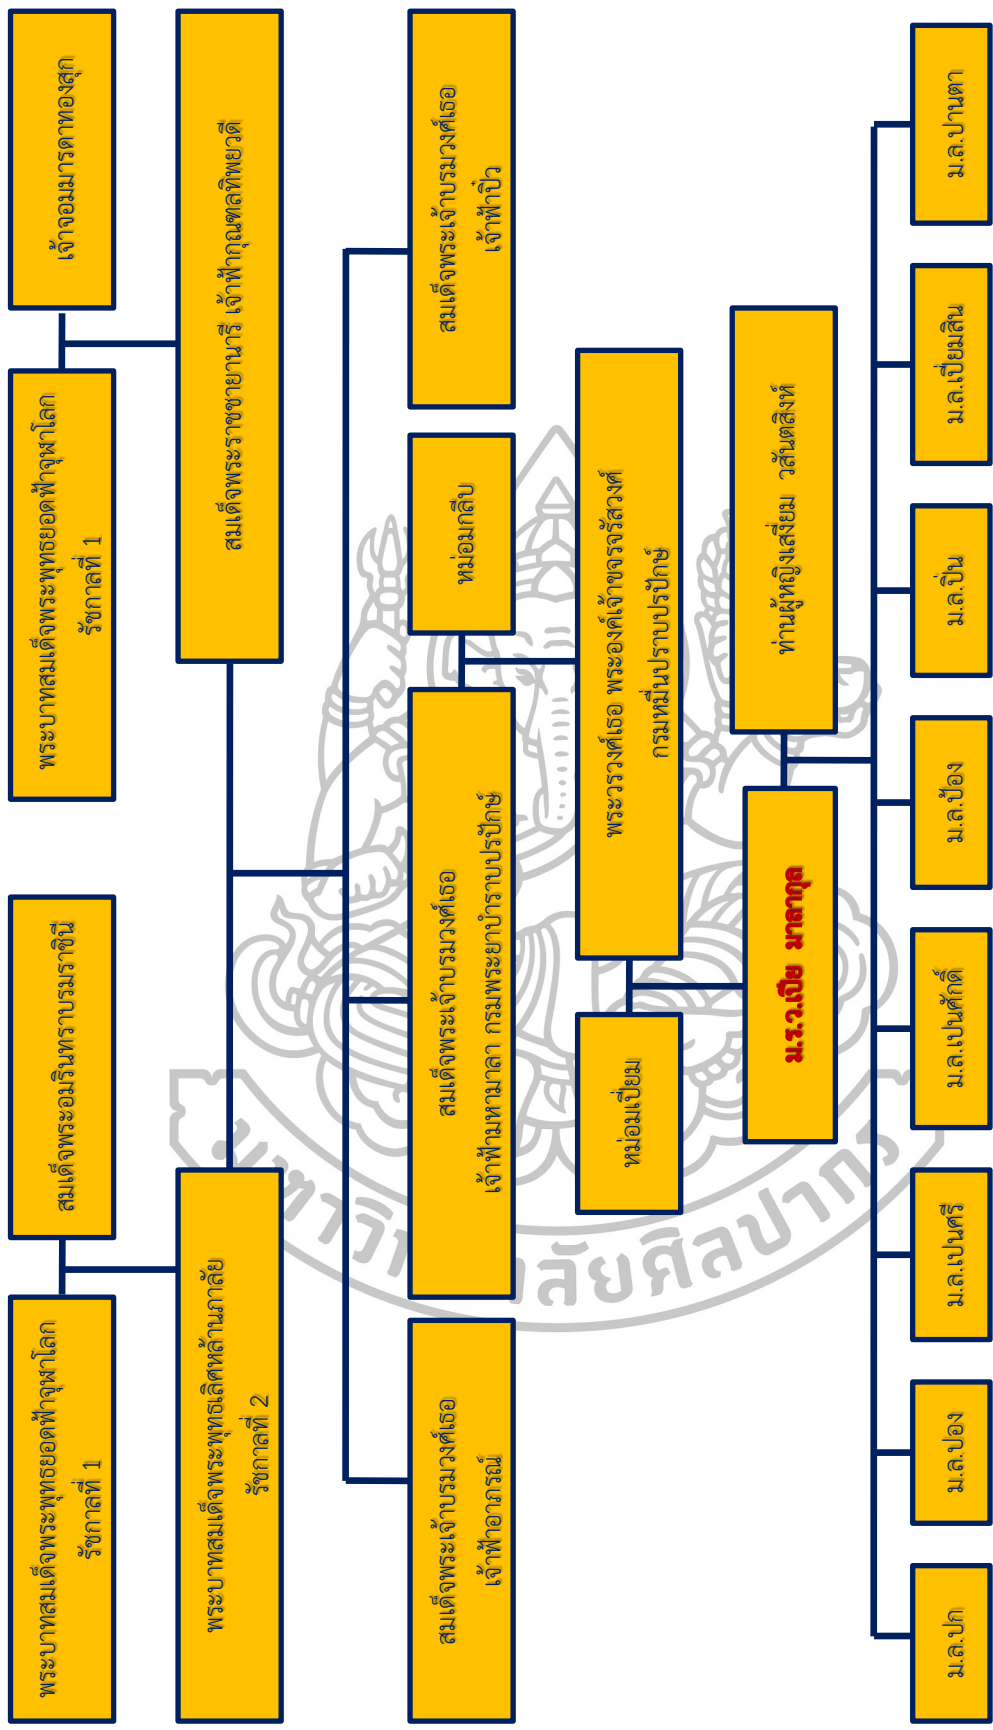 พระบาทสมเด็จพระพุทธยอดฟ้าจุฬาโลก
รัชกาลที่ 1
สมเด็จพระอมรินทราบรมราชินี
พระบาทสมเด็จพระพุทธยอดฟ้าจุฬาโลก
รัชกาลที่ 1
เจ้าจอมมารดาทองสุก
พระบาทสมเด็จพระพุทธเลิศหล้านภาลัย
รัชกาลที่ 2
สมเด็จพระราชชายานารี เจ้าฟ้ากุณฑลทิพยวดี
สมเด็จพระเจ้าบรมวงศ์เธอ
เจ้าฟ้าอาภรณ์
สมเด็จพระเจ้าบรมวงศ์เธอ
เจ้าฟ้ามหามาลา กรมพระยาบำราบปรปักษ์
หม่อมกลีบ
สมเด็จพระเจ้าบรมวงศ์เธอ
เจ้าฟ้าปิ๋ว
หม่อมเปี่ยม
พระวรวงศ์เธอ พระองค์เจ้าขจรจรัสวงศ์
กรมหมื่นปราบปรปักษ์
ม.ร.ว.เปีย มาลากุล
ท่านผู้หญิงเสงี่ยม วสันตสิงห์
ม.ล.ปก
ม.ล.ปอง
ม.ล.เปนศรี
ม.ล.เปนศักดิ์
ม.ล.ป้อง
ม.ล.ปิ่น
ม.ล.เปี่ยมสิน
ม.ล.ปานตา